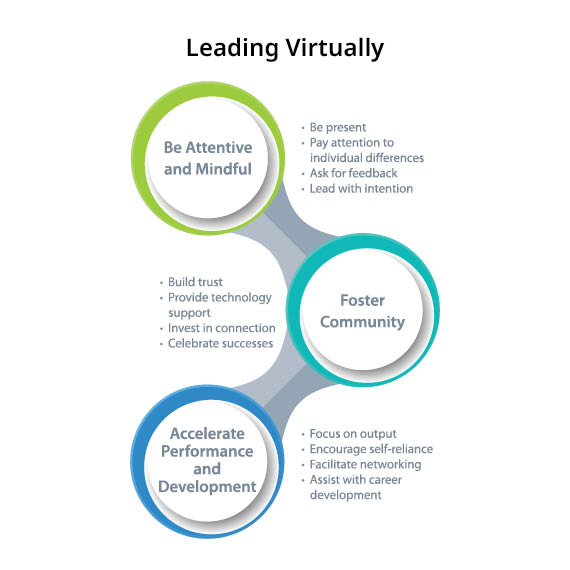 Leading Virtually
Be Attentive
and Mindful
• Be present
• Pay attention to
individual differences
• Ask for feedback
• Lead with intention
• Build trust
• Provide technology
support
• Invest in connection
• Celebrate successes
Foster
Community
Accelerate
Performance
and
Development
• Focus on output
• Encourage self-reliance
• Facilitate networking
• Assist with career
development